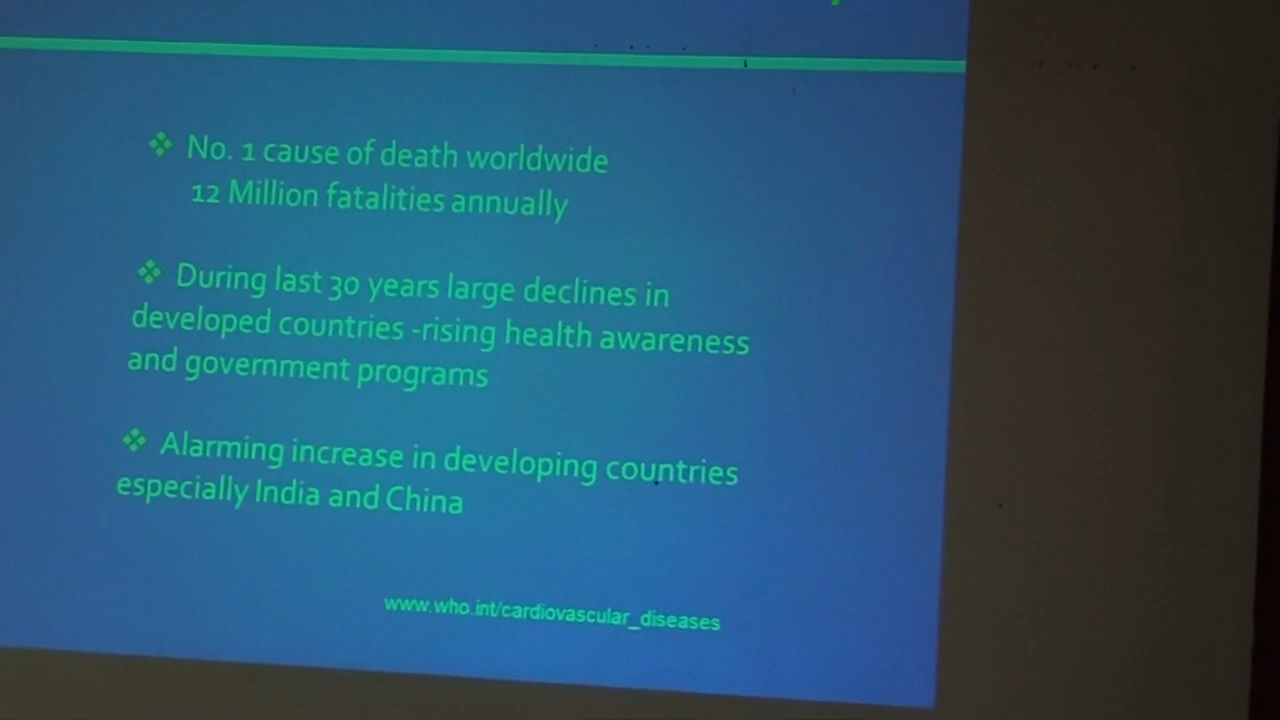 ❖ No. 1 cause of death worldwide
12 Million fatalities annually
❖ During last 30 years large declines in
developed countries -rising health awareness
and government programs
❖ Alarming increase in developing countries
especially India and China
www.who.int/cardiovascular_diseases